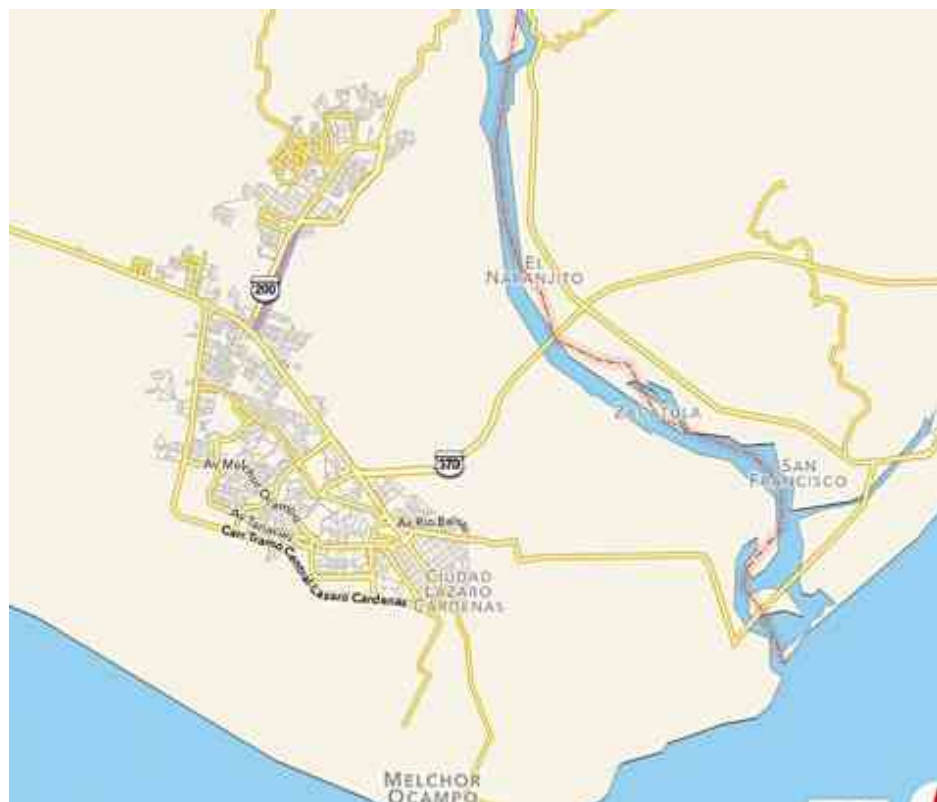 EL
NARANJITO
200
ZACATULA
Av Melchor Ocampo
370
SAN
FRANCISCO
Av Tarascas
Av. Rio Balsas
Carr Tramo Central Lazaro Cardenas
CIUDAD
LAZARO
CARDENAS
MELCHOR
OCAMPO